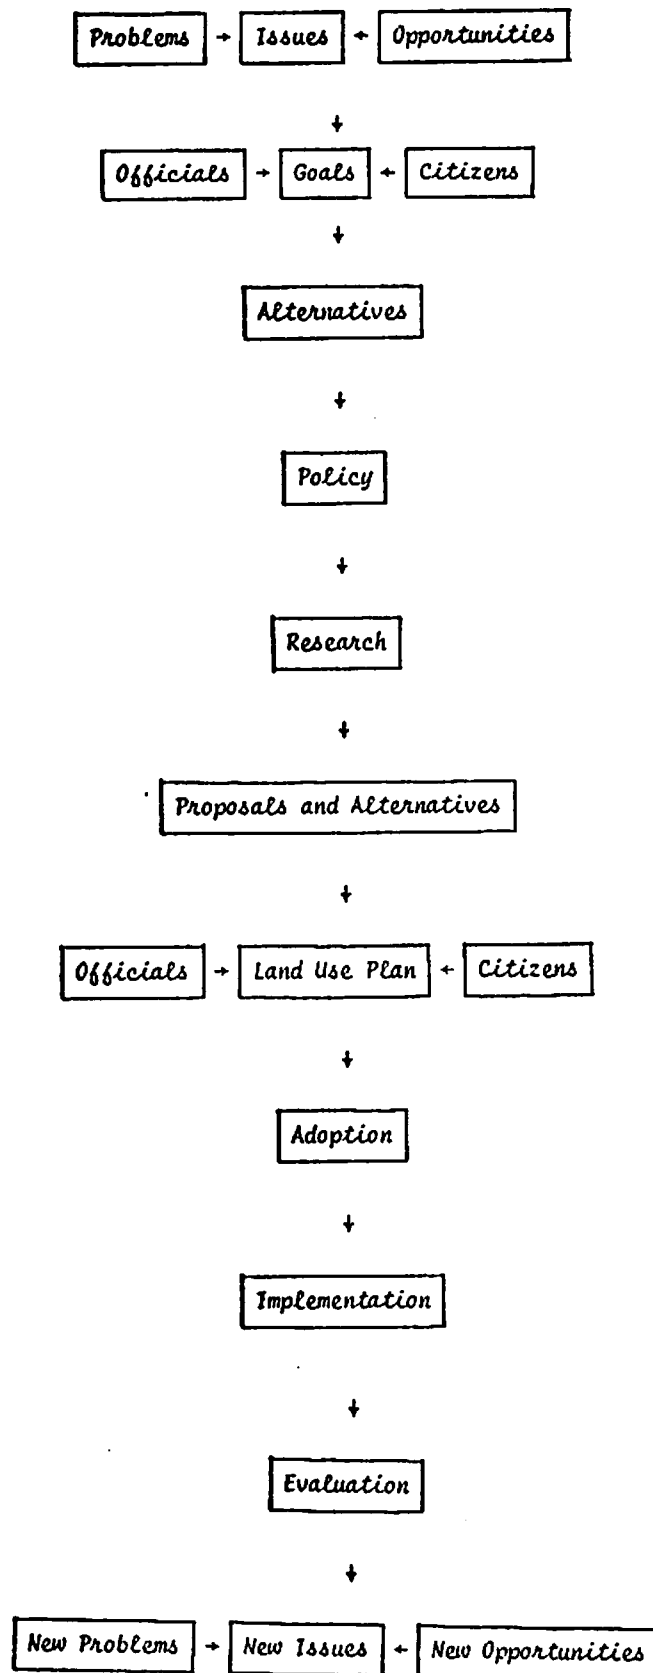 Problems → Issues ← Opportunities
↓
Officials → Goals ← Citizens
↓
Alternatives
↓
Policy
↓
Research
↓
Proposals and Alternatives
↓
Officials → Land Use Plan ← Citizens
↓
Adoption
↓
Implementation
↓
Evaluation
↓
New Problems → New Issues ← New Opportunities